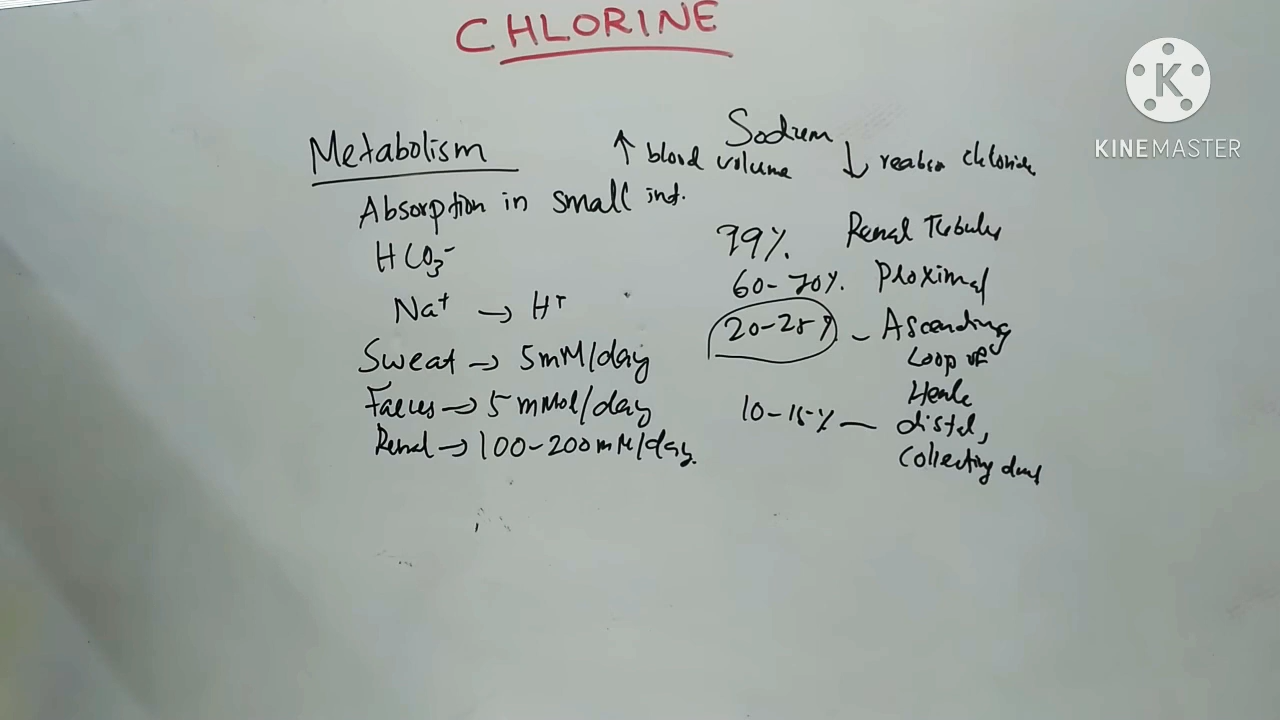 CHLORINE
K
KINEMASTER
Metabolism
Absorption in small int.
HCO3-
Na+ → H+
Sweat → 5mM/day
Faeces → 5 mMol/day
Renal → 100-200mM/day.
Sodium
↑ blood volume ↓ reabsn chloride
99%. Renal Tubules
60-70%. Proximal
20-25% - Ascending
Loop of
Henle
10-15% - distal,
Collecting duct